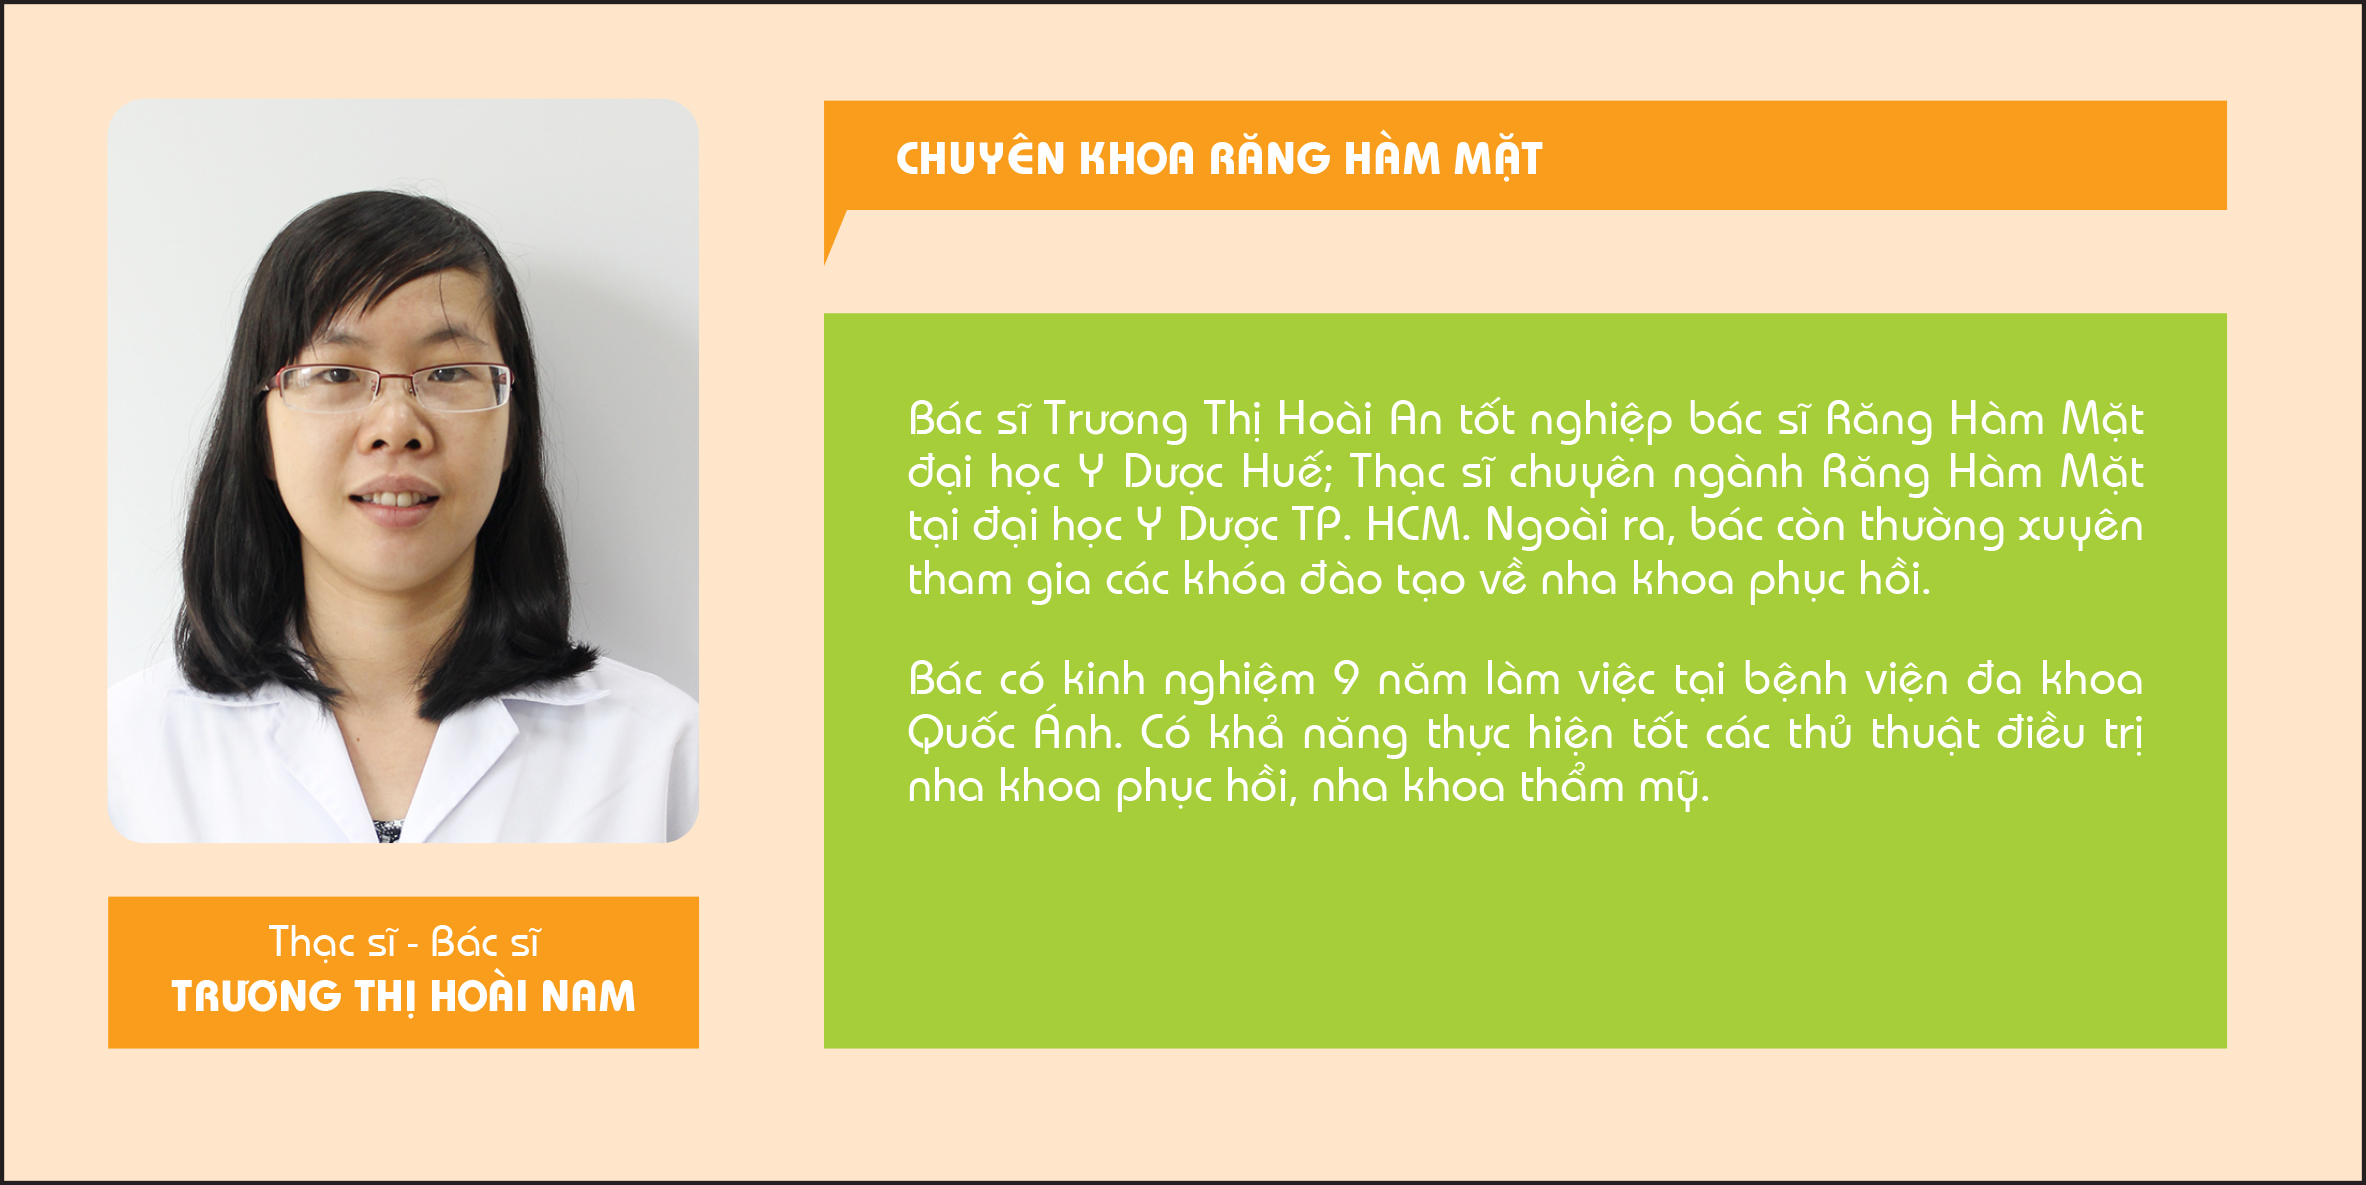 CHUYÊN KHOA RĂNG HÀM MẶT
Bác sĩ Trương Thị Hoài An tốt nghiệp bác sĩ Răng Hàm Mặt
đại học Y Dược Huế; Thạc sĩ chuyên ngành Răng Hàm Mặt
tại đại học Y Dược TP. HCM. Ngoài ra, bác còn thường xuyên
tham gia các khóa đào tạo về nha khoa phục hồi.
Bác có kinh nghiệm 9 năm làm việc tại bệnh viện đa khoa
Quốc Ánh. Có khả năng thực hiện tốt các thủ thuật điều trị
nha khoa phục hồi, nha khoa thẩm mỹ.
Thạc sĩ - Bác sĩ
TRƯƠNG THỊ HOÀI NAM